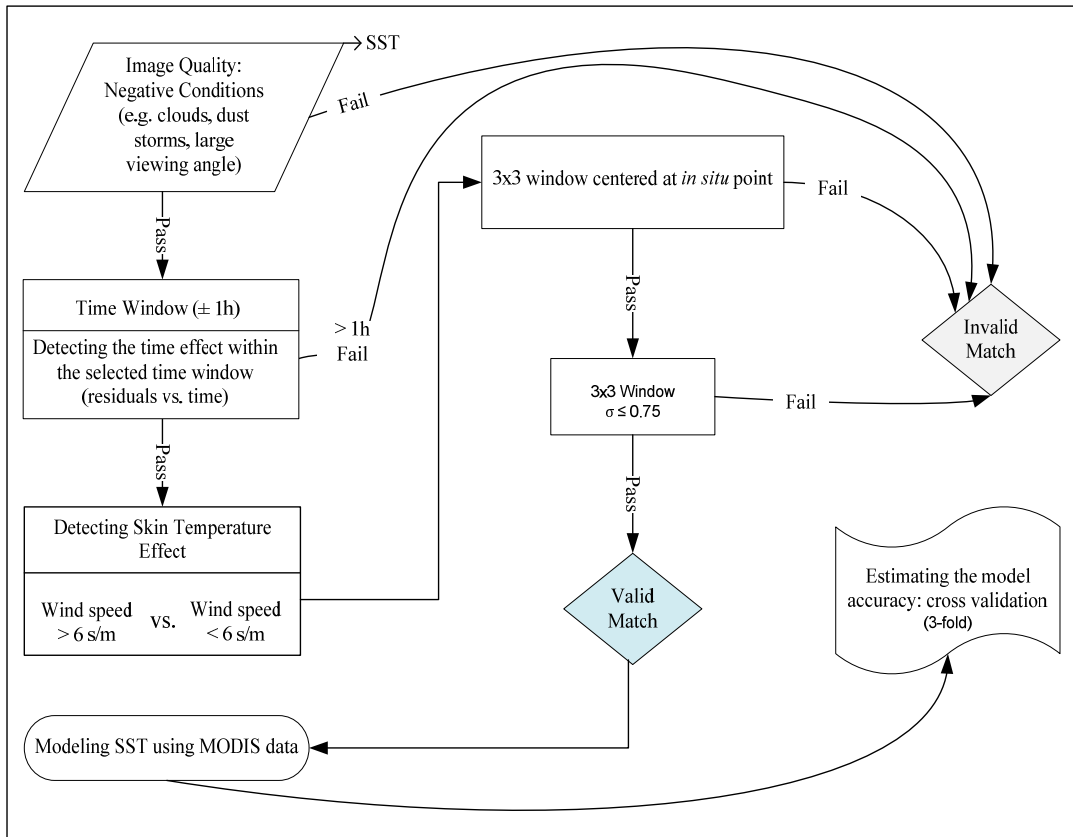 SST
Image Quality:
Negative Conditions
(e.g. clouds, dust
storms, large
viewing angle)
Fail
Pass
Time Window (± 1h)
Detecting the time effect within
the selected time window
(residuals vs. time)
> 1h
Fail
Pass
Detecting Skin Temperature
Effect
Wind speed
> 6 s/m
vs.
Wind speed
< 6 s/m
3x3 window centered at in situ point
Fail
Pass
3x3 Window
σ ≤ 0.75
Fail
Pass
Invalid
Match
Valid
Match
Modeling SST using MODIS data
Estimating the model
accuracy: cross validation
(3-fold)